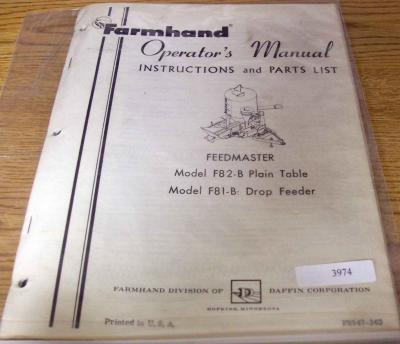 Farmhand
Operator's Manual
INSTRUCTIONS and PARTS LIST
FEEDMASTER
Model F82-B Plain Table
Model F81-B: Drop Feeder
3974
FARMHAND DIVISION OF D DAFFIN CORPORATION
HOPKINS, MINNESOTA
Printed in U. S. A.